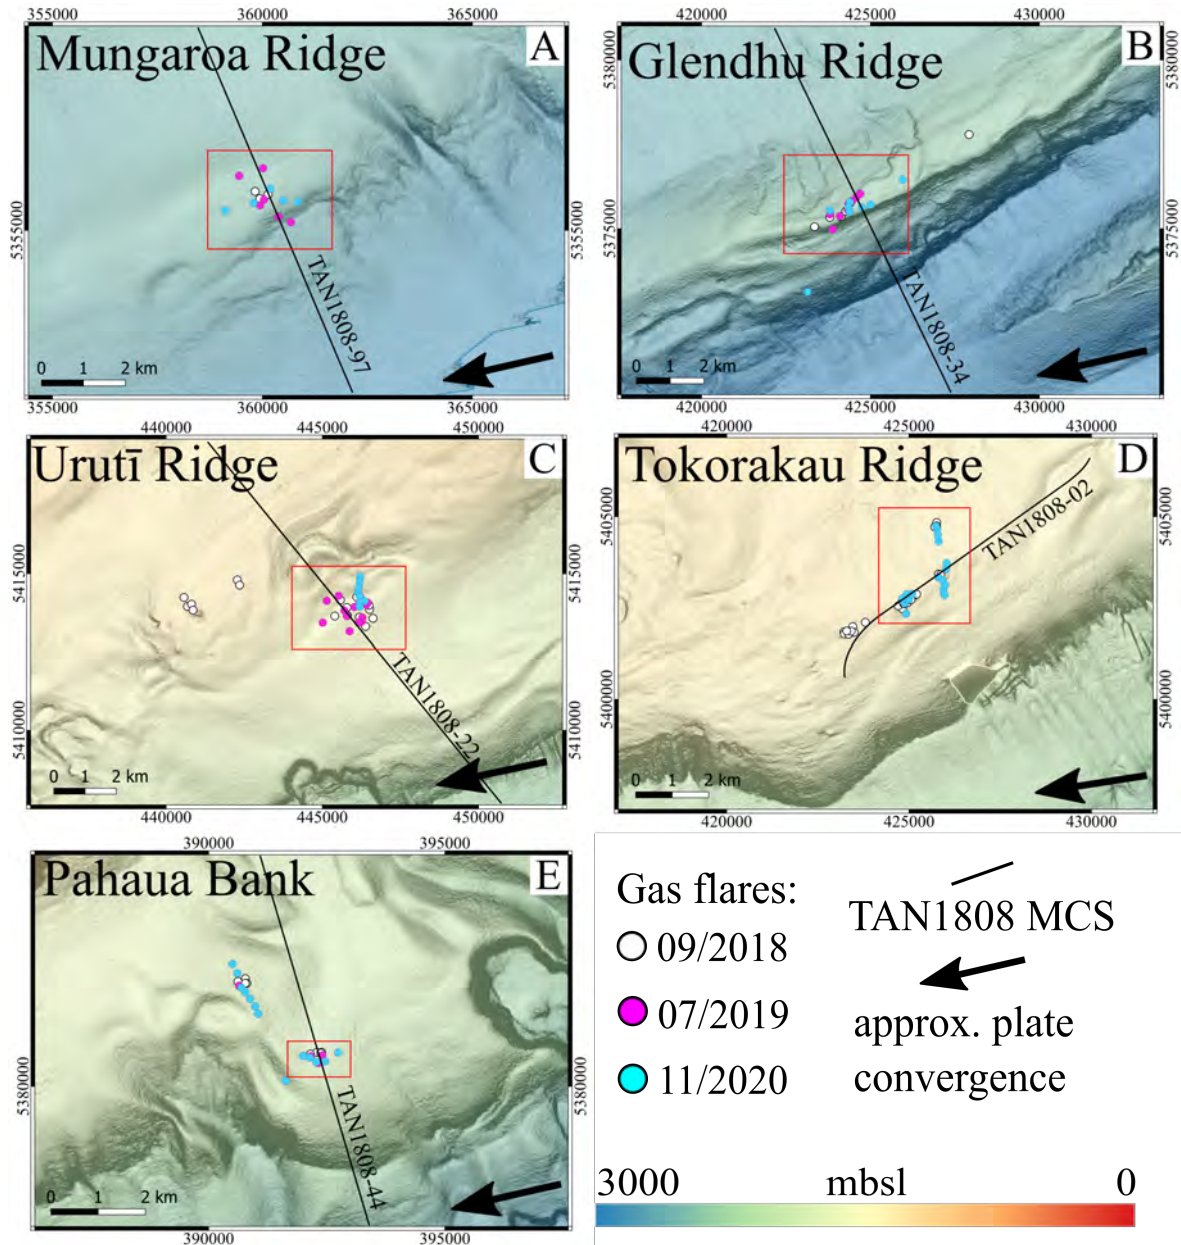 355000 360000 365000
Mungaroa Ridge A
5355000
5355000
TAN1808-97
0 1 2 km
355000 360000 365000
420000 425000 430000
Glendhu Ridge B
5380000
5380000
5375000
5375000
TAN1808-34
0 1 2 km
420000 425000 430000
440000 445000 450000
Urutī Ridge C
5415000
5415000
5410000
5410000
TAN1808-22
0 1 2 km
440000 445000 450000
420000 425000 430000
Tokorakau Ridge D
5405000
5405000
5400000
5400000
TAN1808-02
0 1 2 km
420000 425000 430000
390000 395000
Pahaua Bank E
5380000
5380000
TAN1808-44
0 1 2 km
390000 395000
Gas flares:
09/2018
07/2019
11/2020
TAN1808 MCS
approx. plate
convergence
3000 mbsl 0